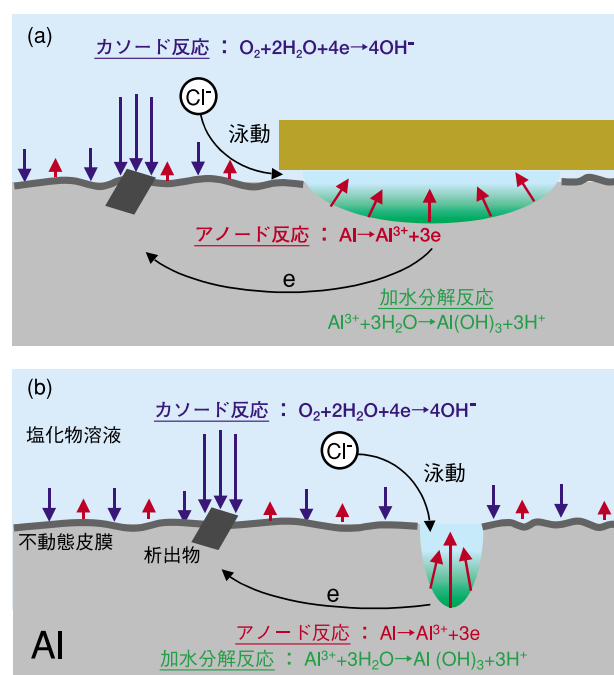 (a)
カソード反応 : O₂+2H₂O+4e→4OH⁻
Cl⁻
泳動
アノード反応 : Al→Al³⁺+3e
e
加水分解反応
Al³⁺+3H₂O→Al(OH)₃+3H⁺
(b)
カソード反応 : O₂+2H₂O+4e→4OH⁻
塩化物溶液
Cl⁻
泳動
不動態皮膜
析出物
e
Al
アノード反応 : Al→Al³⁺+3e
加水分解反応 : Al³⁺+3H₂O→Al (OH)₃+3H⁺